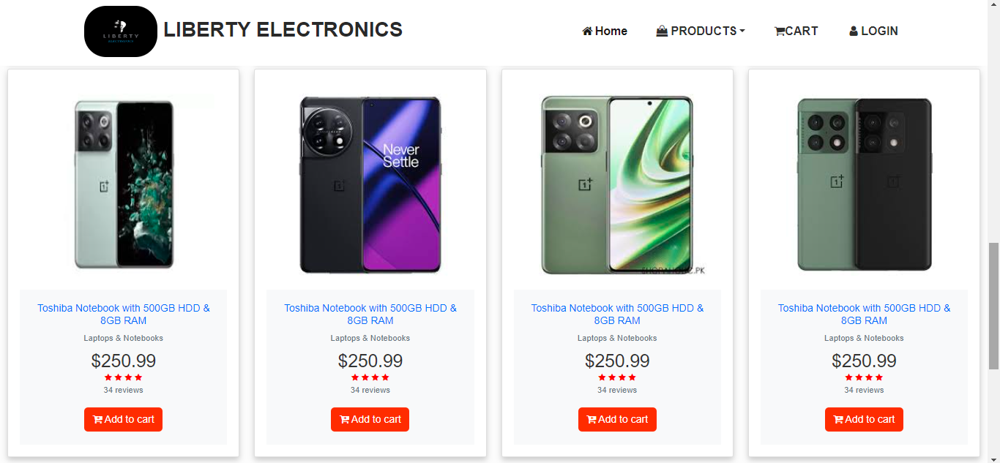 LIBERTY
ELECTRONICS
LIBERTY ELECTRONICS
Home
PRODUCTS
CART
LOGIN
Never
Settle
Toshiba Notebook with 500GB HDD &
8GB RAM
Laptops & Notebooks
$250.99
34 reviews
Add to cart
Toshiba Notebook with 500GB HDD &
8GB RAM
Laptops & Notebooks
$250.99
34 reviews
Add to cart
Toshiba Notebook with 500GB HDD &
8GB RAM
Laptops & Notebooks
$250.99
34 reviews
Add to cart
Toshiba Notebook with 500GB HDD &
8GB RAM
Laptops & Notebooks
$250.99
34 reviews
Add to cart